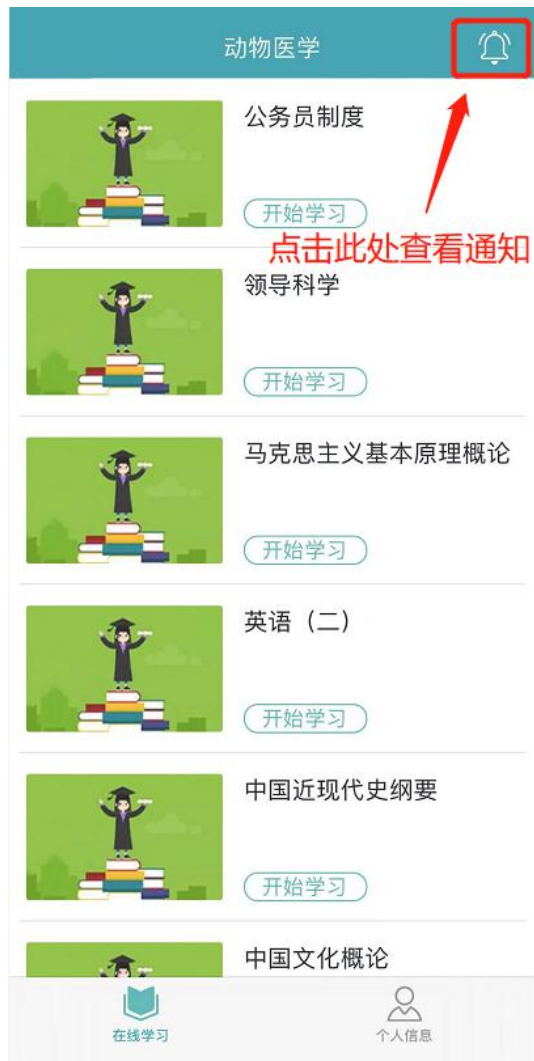 动物医学
公务员制度
开始学习
点击此处查看通知
领导科学
开始学习
马克思主义基本原理概论
开始学习
英语（二）
开始学习
中国近现代史纲要
开始学习
中国文化概论
在线学习
个人信息